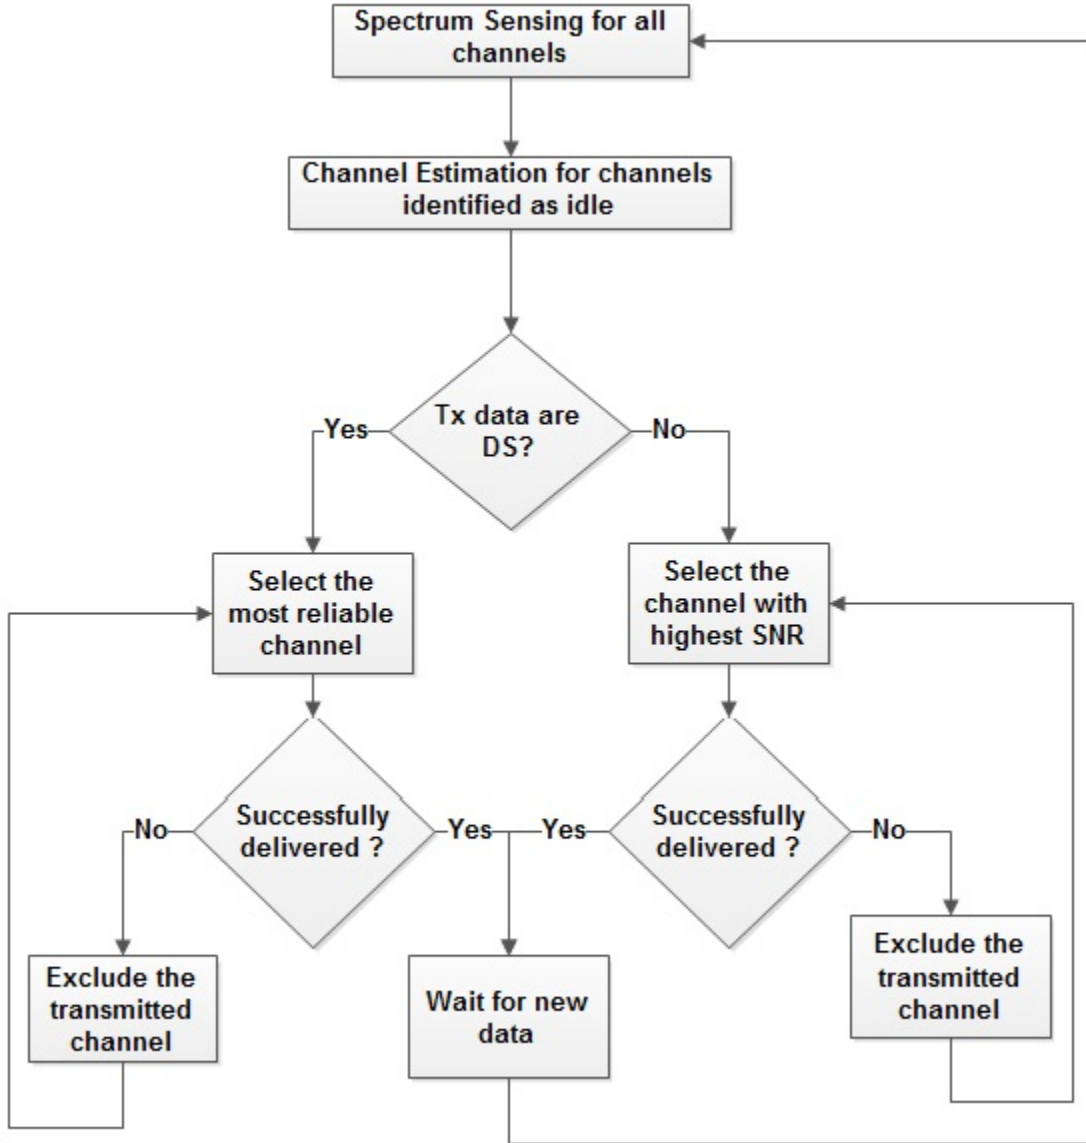 Spectrum Sensing for all
channels
Channel Estimation for channels
identified as idle
Tx data are
DS?
Yes
No
Select the
most reliable
channel
Select the
channel with
highest SNR
Successfully
delivered ?
No
Yes
Yes
Successfully
delivered ?
No
Exclude the
transmitted
channel
Wait for new
data
Exclude the
transmitted
channel